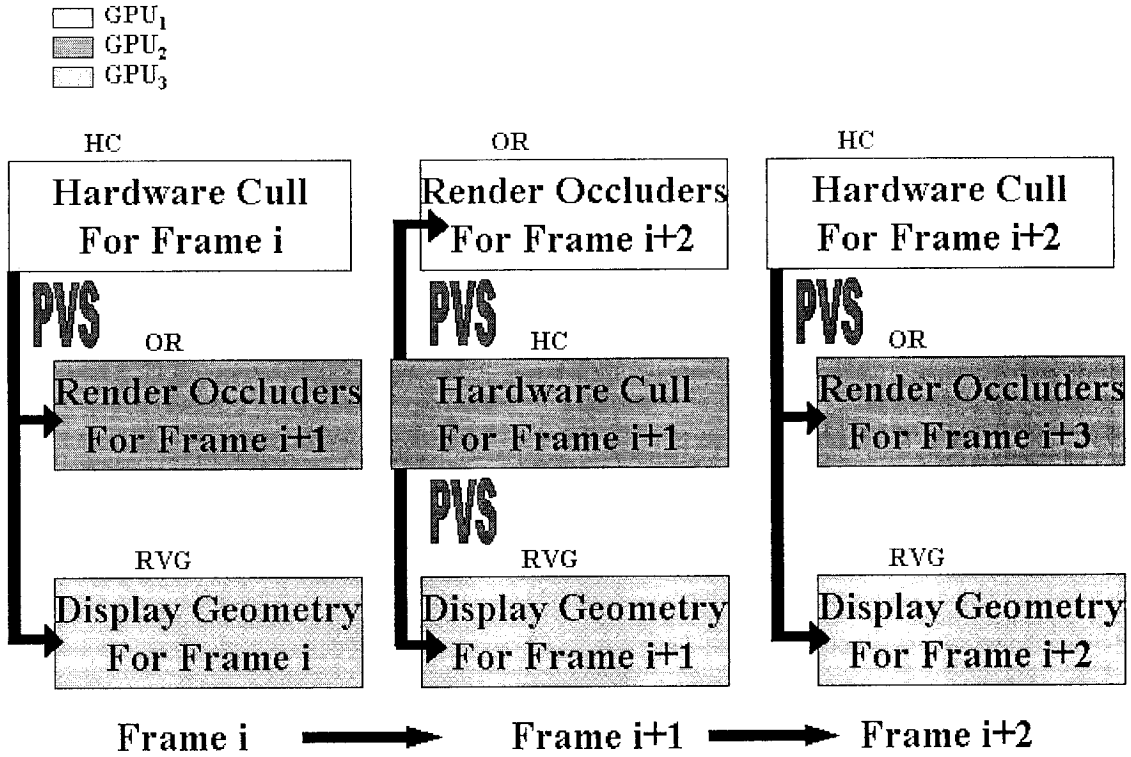 GPU1
GPU2
GPU3
HC
Hardware Cull
For Frame i
PVS
OR
Render Occluders
For Frame i+1
RVG
Display Geometry
For Frame i
OR
Render Occluders
For Frame i+2
PVS
HC
Hardware Cull
For Frame i+1
PVS
RVG
Display Geometry
For Frame i+1
HC
Hardware Cull
For Frame i+2
PVS
OR
Render Occluders
For Frame i+3
RVG
Display Geometry
For Frame i+2
Frame i
Frame i+1
Frame i+2